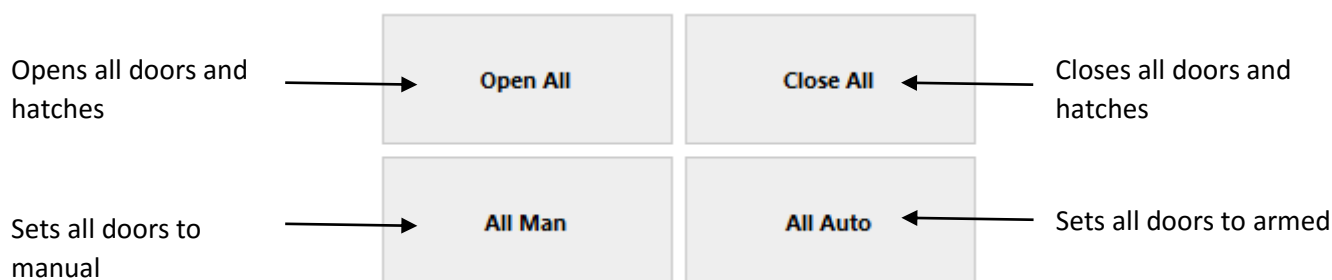 Opens all doors and
hatches
Open All
Close All
Closes all doors and
hatches
Sets all doors to
manual
All Man
All Auto
Sets all doors to armed